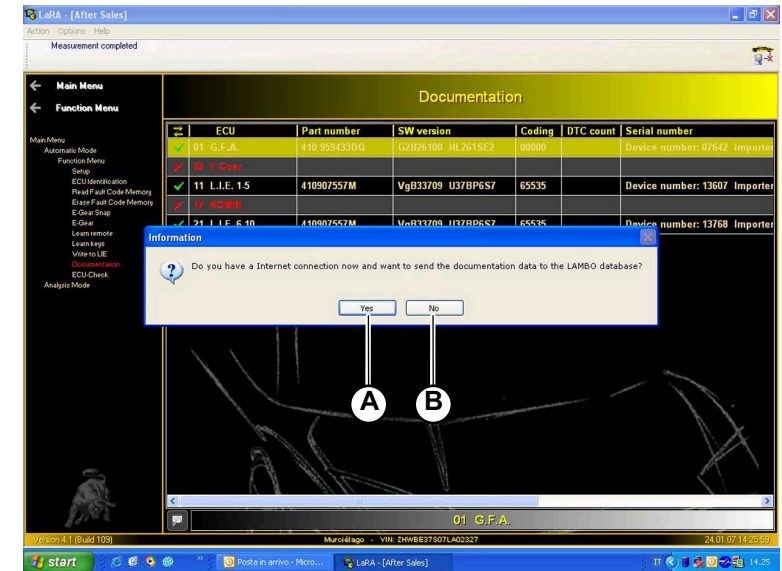 LaRA - [After Sales]
Action Options Help
Measurement completed
Main Menu
Function Menu
Documentation
Main Menu
Automatic Mode
Function Menu
Setup
ECU Identification
Read Fault Code Memory
Erase Fault Code Memory
E-Gear Snap
E-Gear
Learn remote
Learn keys
Write to LIE
Documentation
ECU-Check
Analysis Mode
ECU Part number SW version Coding DTC count Serial number
01 G.F.A. 410 959433DQ G2B26100 HL261SE2 00000 Device number: 07642 Importer
02 E-Gear
11 L.I.E. 1-5 410907557M VgB33709 U37BP6S7 65535 Device number: 13607 Importer
17
21 L.I.E. 6.10 410907557M VgB33709 U37BP6S7 65535 Device number: 13768 Importer
Information
Do you have a Internet connection now and want to send the documentation data to the LAMBO database?
Yes No
A B
01 G.F.A.
Version 4.1 (Build 109) Murciélago - VIN: ZHWBE37S07LA02327 24.01.07 14:25:59
start » Posta in arrivo - Micro... LaRA - [After Sales] IT 14.25